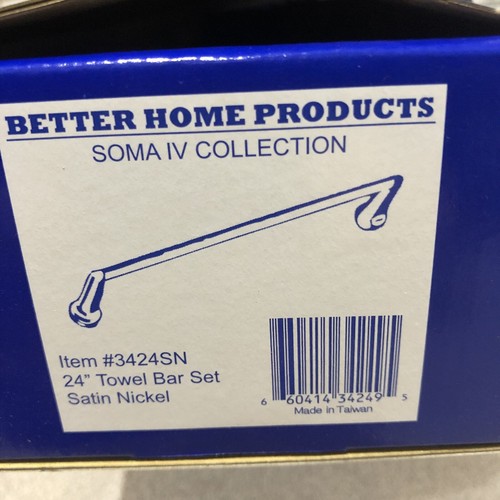 BETTER HOME PRODUCTS
SOMA IV COLLECTION
Item #3424SN
24" Towel Bar Set
Satin Nickel
6 60414 34249 5
Made in Taiwan